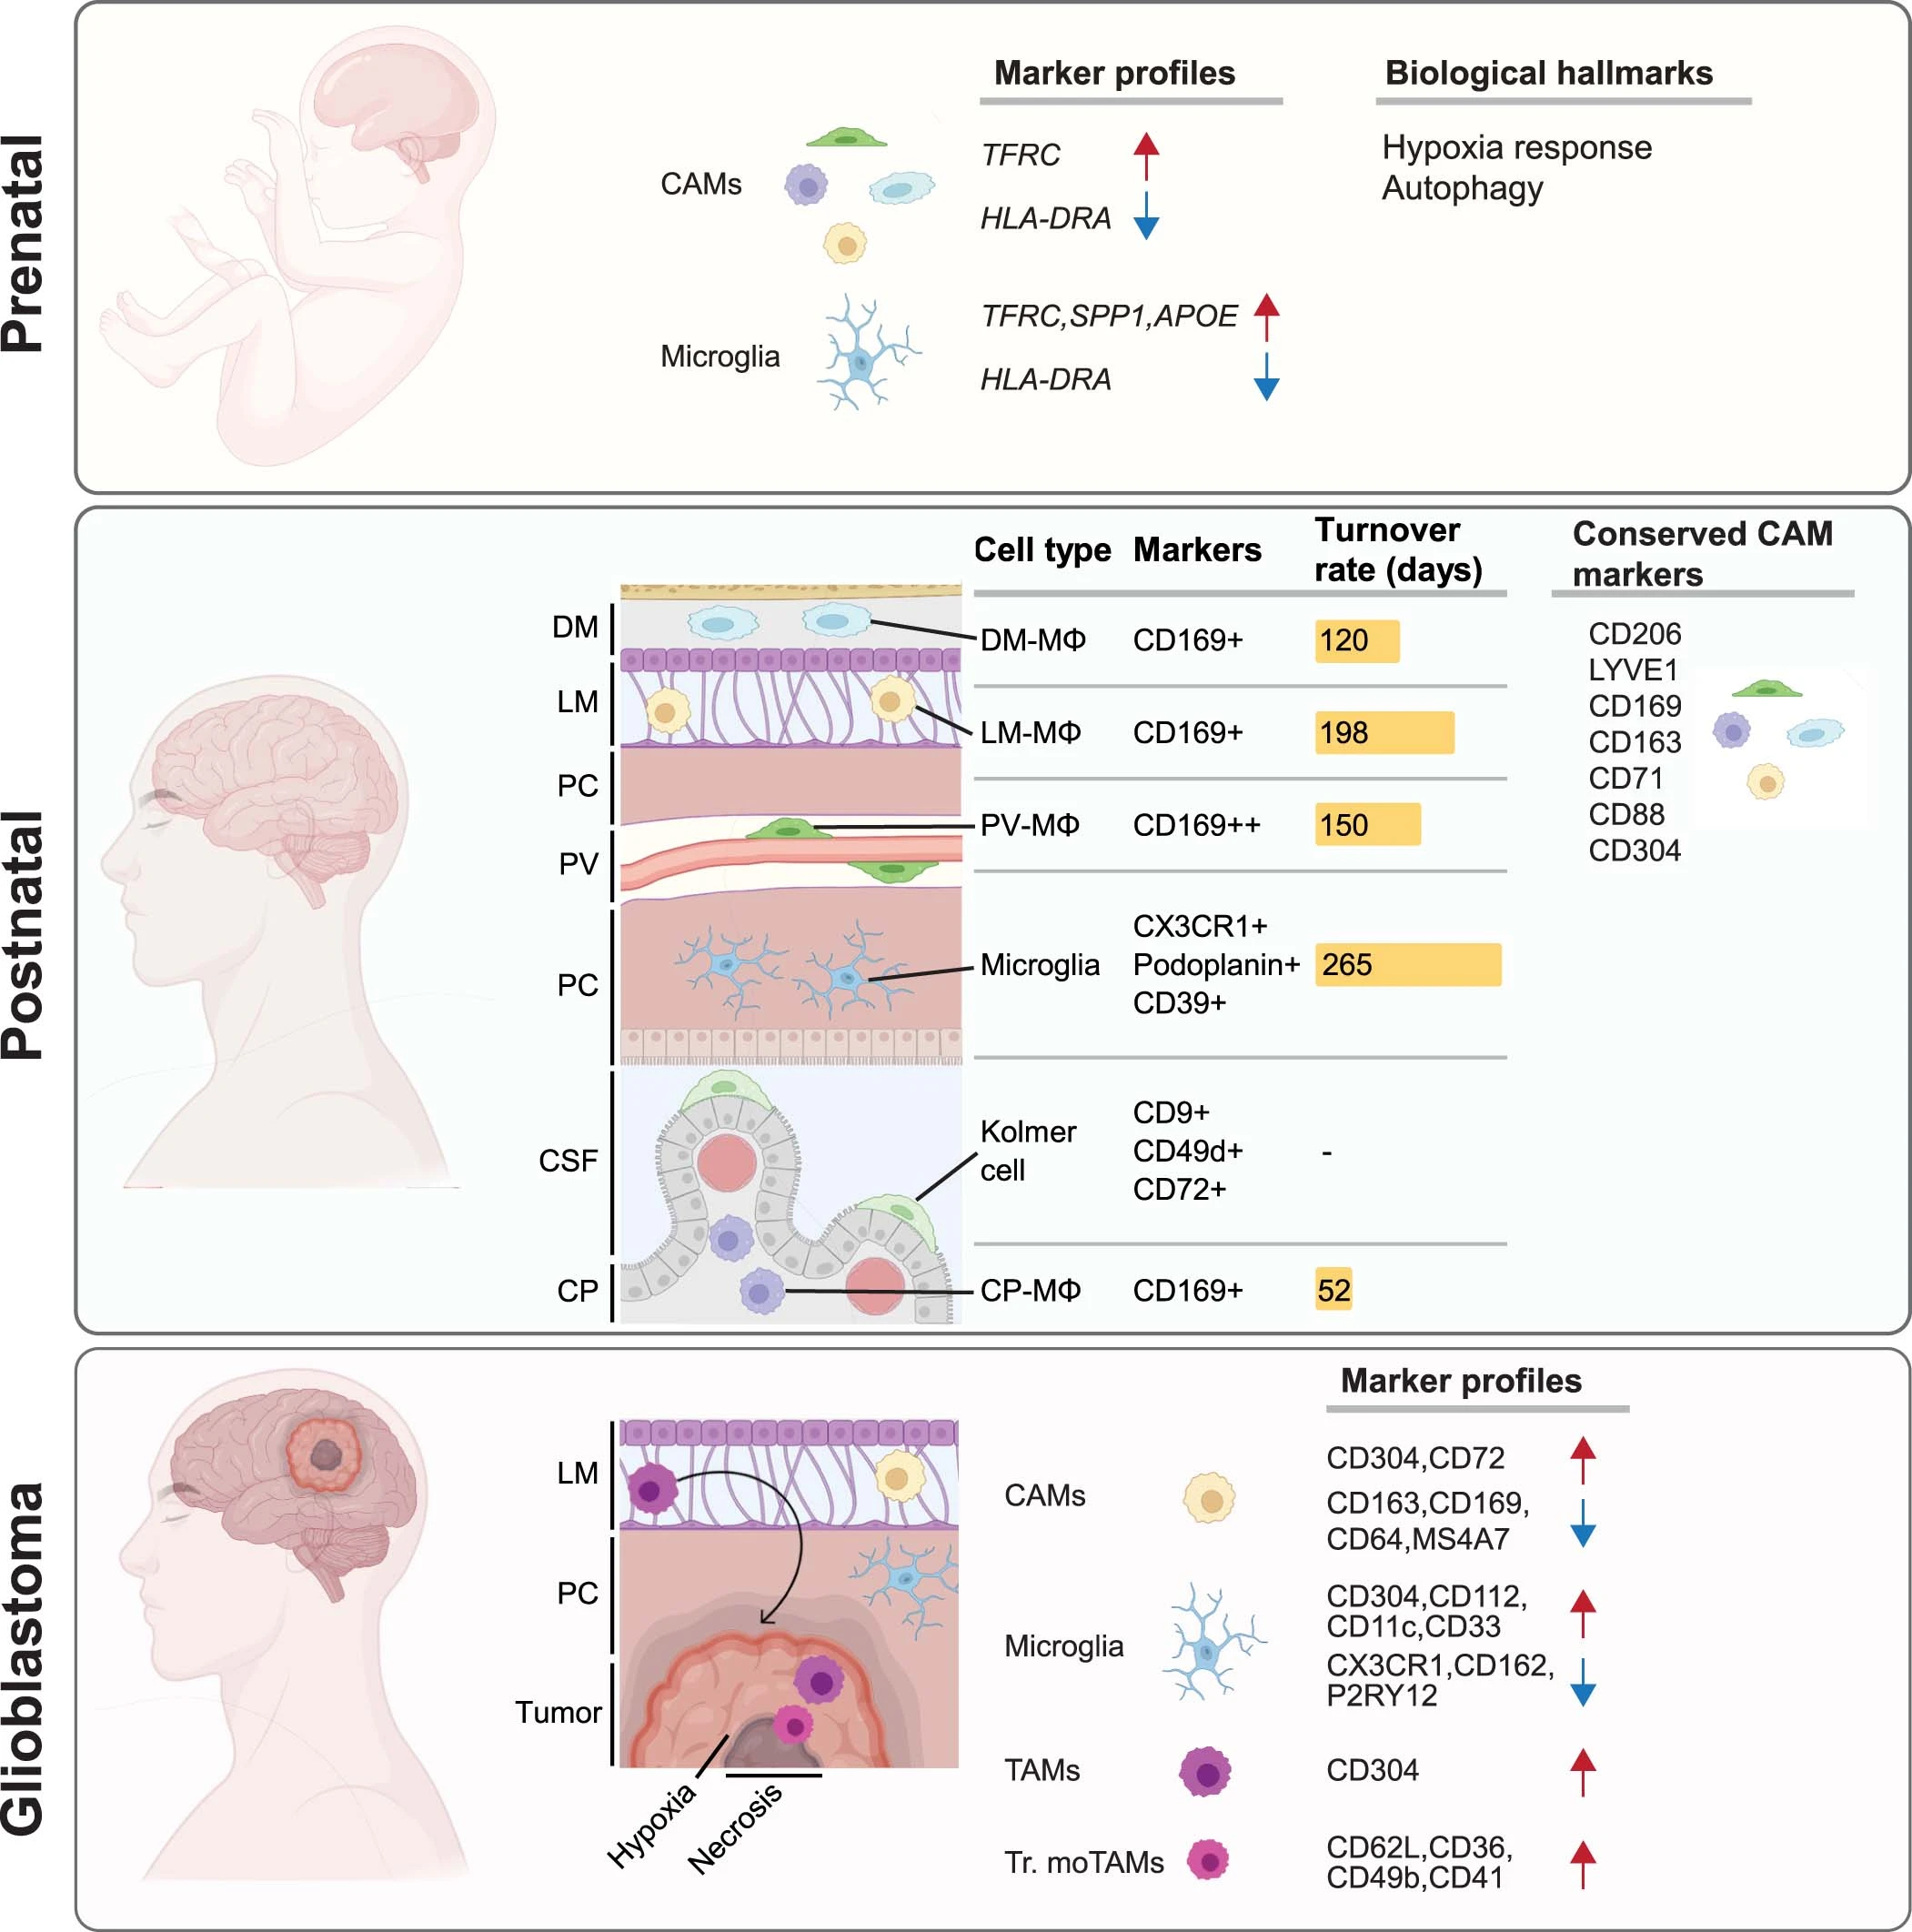 Prenatal
Marker profiles
Biological hallmarks
CAMs
TFRC
HLA-DRA
Hypoxia response
Autophagy
Microglia
TFRC,SPP1,APOE
HLA-DRA
Postnatal
Cell type
Markers
Turnover
rate (days)
Conserved CAM
markers
DM
DM-MΦ
CD169+
120
LM
LM-MΦ
CD169+
198
PC
PV
PV-MΦ
CD169++
150
PC
Microglia
CX3CR1+
Podoplanin+
CD39+
265
CSF
Kolmer
cell
CD9+
CD49d+
CD72+
-
CP
CP-MΦ
CD169+
52
CD206
LYVE1
CD169
CD163
CD71
CD88
CD304
Glioblastoma
Marker profiles
LM
PC
Tumor
Hypoxia
Necrosis
CAMs
CD304,CD72
CD163,CD169,
CD64,MS4A7
Microglia
CD304,CD112,
CD11c,CD33
CX3CR1,CD162,
P2RY12
TAMs
CD304
Tr. moTAMs
CD62L,CD36,
CD49b,CD41